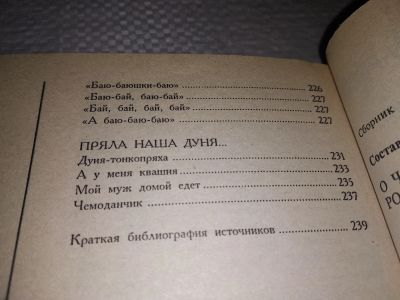 «Баю-баюшки-баю» 226
«Баю-бай, баю-бай» 227
«Бай, бай, бай, бай» 227
«А баю-баю-баю» 227
ПРЯЛА НАША ДУНЯ...
Дуня-тонкопряха 231
А у меня квашня 233
Мой муж домой едет 235
Чемоданчик 237
Краткая библиография источников 239
Сборник
Состав
О Ч
РО